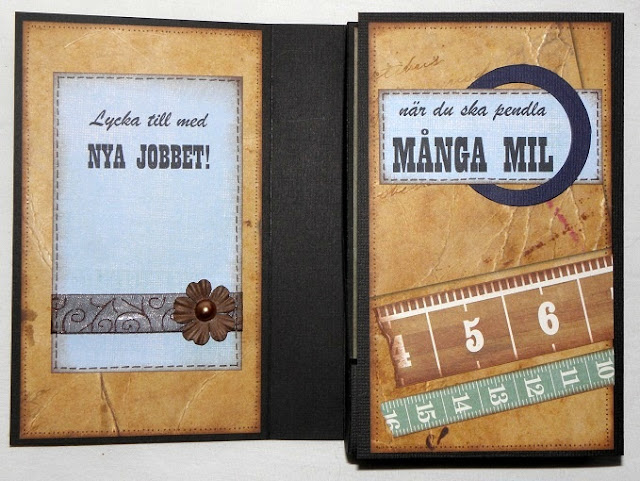 Lycka till med
NYA JOBBET!
när du ska pendla
MÅNGA MIL
4 5 6
16 15 14 13 12 11 10